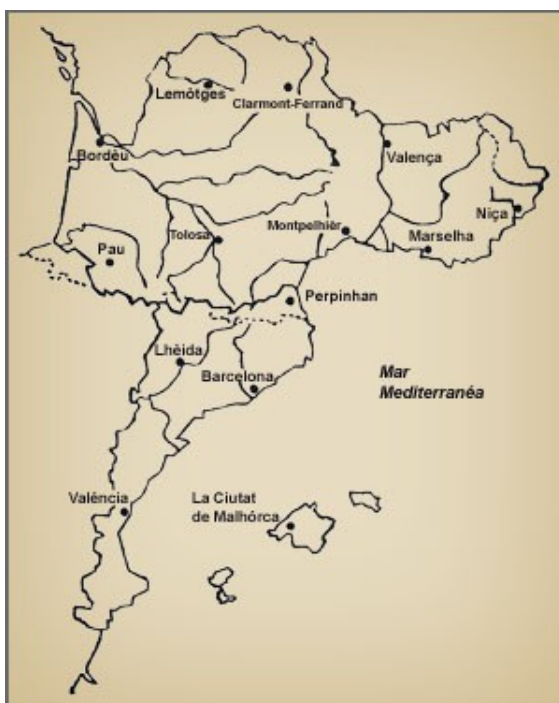 Lemòtges
Clarmont-Ferrand
Bordèu
Valença
Niça
Montpelhièr
Tolosa
Marselha
Pau
Perpinhan
Lhèida
Barcelona
Mar
Mediterranéa
La Ciutat
de Malhórca
Valéncia